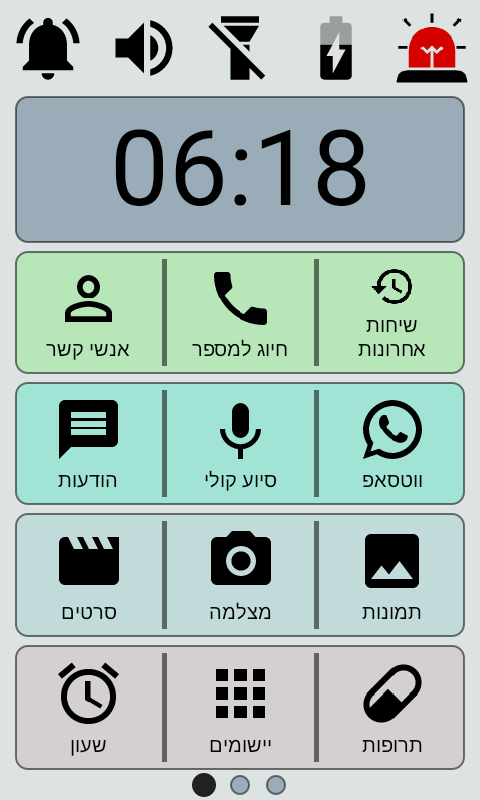 06:18
שיחות
אחרונות
חיוג למספר
אנשי קשר
ווטסאפ
סיוע קולי
הודעות
תמונות
מצלמה
סרטים
תרופות
יישומים
שעון